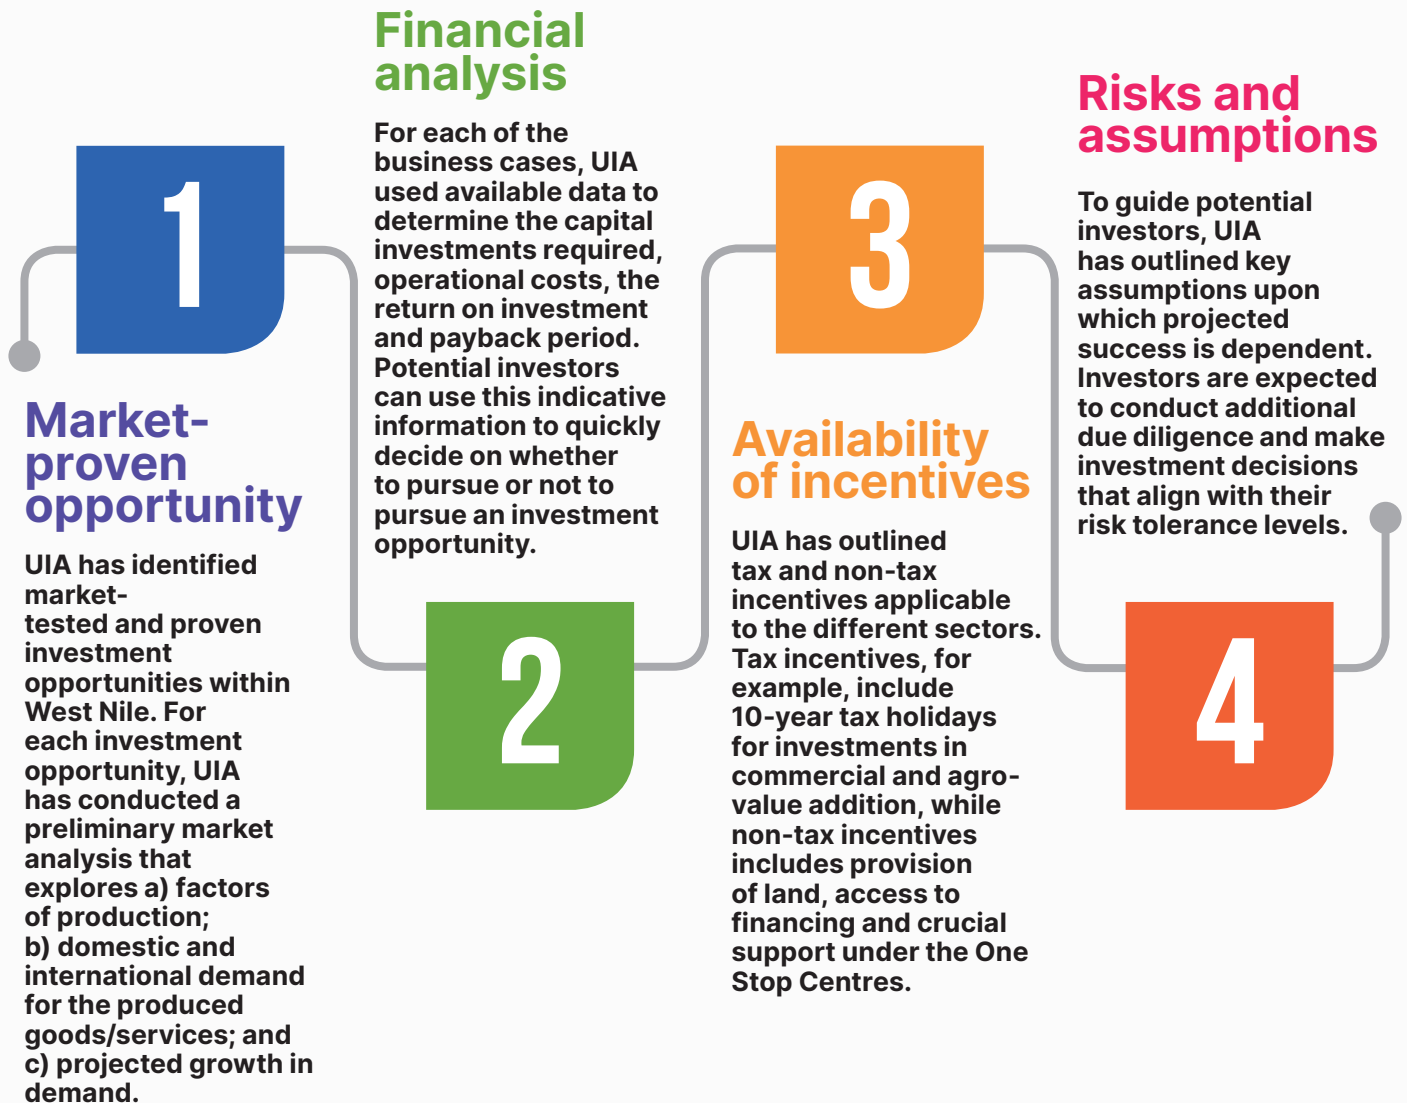 1
Market-
proven
opportunity
UIA has identified
market-
tested and proven
investment
opportunities within
West Nile. For
each investment
opportunity, UIA
has conducted a
preliminary market
analysis that
explores a) factors
of production;
b) domestic and
international demand
for the produced
goods/services; and
c) projected growth in
demand.
Financial
analysis
For each of the
business cases, UIA
used available data to
determine the capital
investments required,
operational costs, the
return on investment
and payback period.
Potential investors
can use this indicative
information to quickly
decide on whether
to pursue or not to
pursue an investment
opportunity.
2
3
Availability
of incentives
UIA has outlined
tax and non-tax
incentives applicable
to the different sectors.
Tax incentives, for
example, include
10-year tax holidays
for investments in
commercial and agro-
value addition, while
non-tax incentives
includes provision
of land, access to
financing and crucial
support under the One
Stop Centres.
Risks and
assumptions
To guide potential
investors, UIA
has outlined key
assumptions upon
which projected
success is dependent.
Investors are expected
to conduct additional
due diligence and make
investment decisions
that align with their
risk tolerance levels.
4